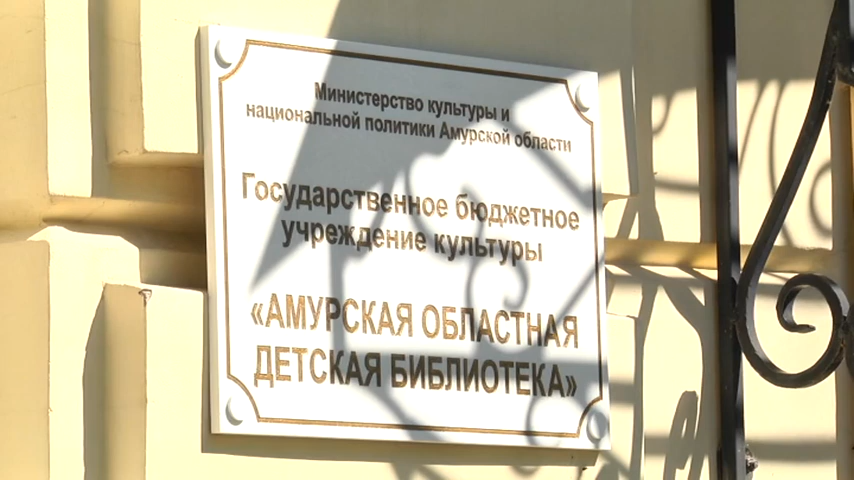 Министерство культуры и
национальной политики Амурской области
Государственное бюджетное
учреждение культуры
«АМУРСКАЯ ОБЛАСТНАЯ
ДЕТСКАЯ БИБЛИОТЕКА»